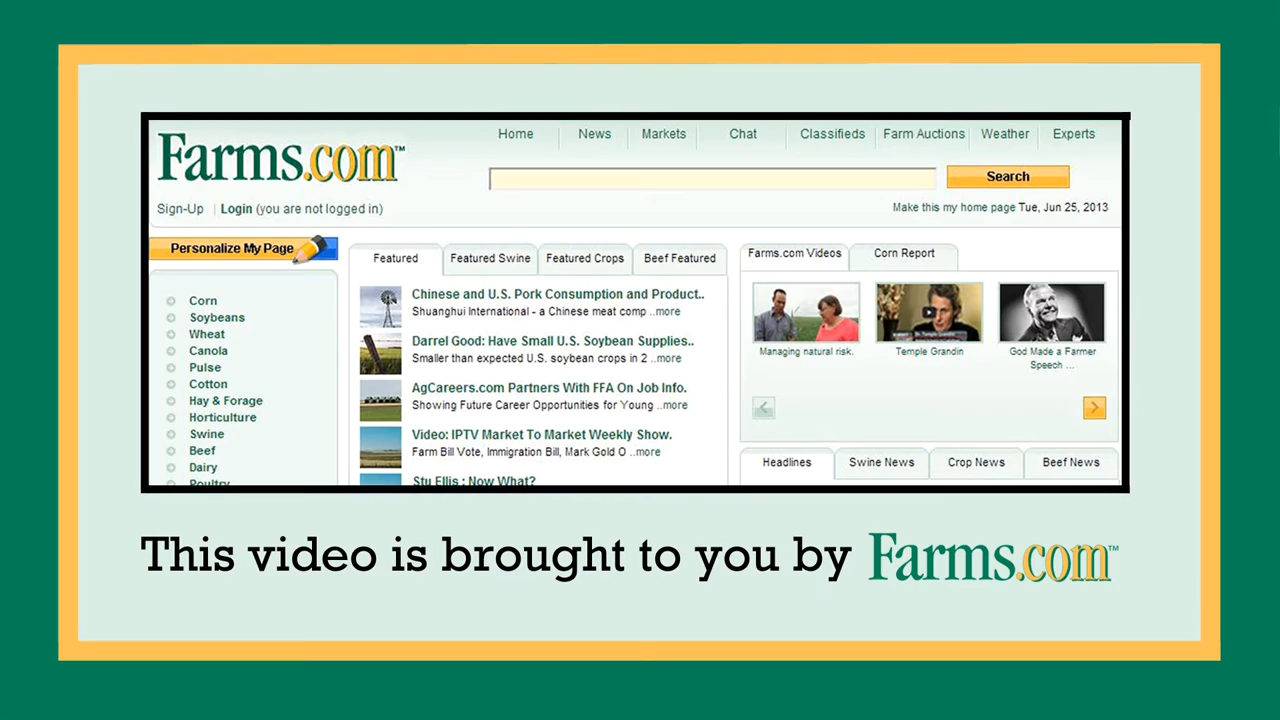 Farms.com™
Home News Markets Chat Classifieds Farm Auctions Weather Experts
Search
Sign-Up | Login (you are not logged in)
Make this my home page Tue, Jun 25, 2013
Personalize My Page
Corn
Soybeans
Wheat
Canola
Pulse
Cotton
Hay & Forage
Horticulture
Swine
Beef
Dairy
Poultry
Featured Featured Swine Featured Crops Beef Featured
Chinese and U.S. Pork Consumption and Product..
Shuanghui International - a Chinese meat comp ..more
Darrel Good: Have Small U.S. Soybean Supplies..
Smaller than expected U.S. soybean crops in 2 ..more
AgCareers.com Partners With FFA On Job Info.
Showing Future Career Opportunities for Young ..more
Video: IPTV Market To Market Weekly Show.
Farm Bill Vote, Immigration Bill, Mark Gold O ..more
Stu Ellis : Now What?
Farms.com Videos Corn Report
Dr. Temple Grandin
Managing natural risk.
Temple Grandin
God Made a Farmer
Speech ...
Headlines Swine News Crop News Beef News
This video is brought to you by Farms.com™